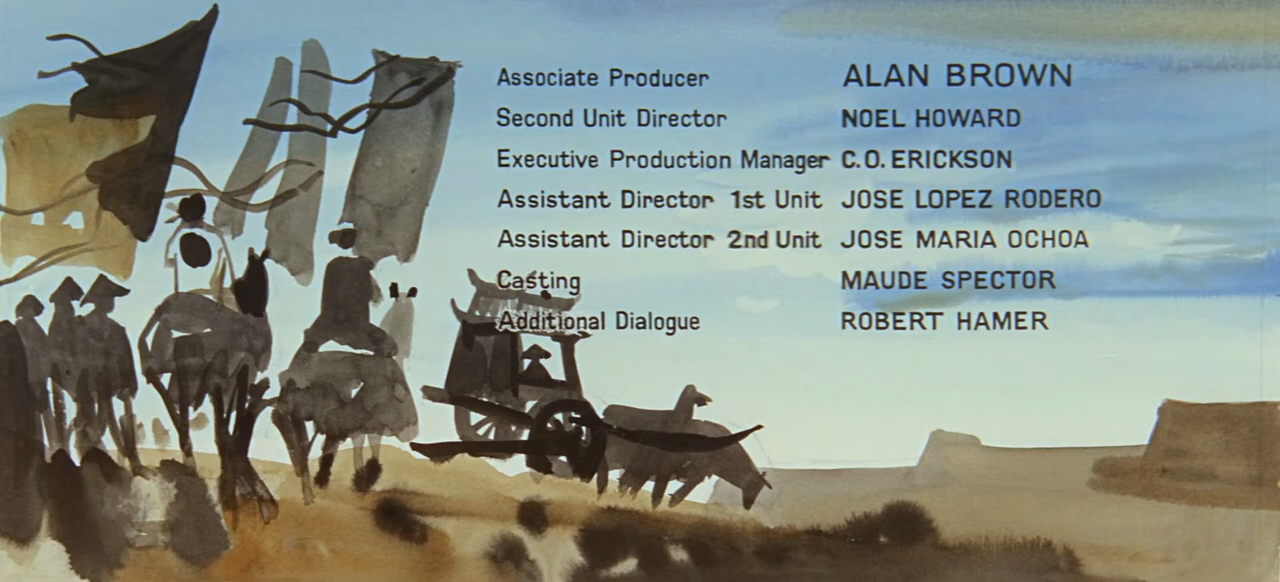 Associate Producer ALAN BROWN
Second Unit Director NOEL HOWARD
Executive Production Manager C.O. ERICKSON
Assistant Director 1st Unit JOSE LOPEZ RODERO
Assistant Director 2nd Unit JOSE MARIA OCHOA
Casting MAUDE SPECTOR
Additional Dialogue ROBERT HAMER